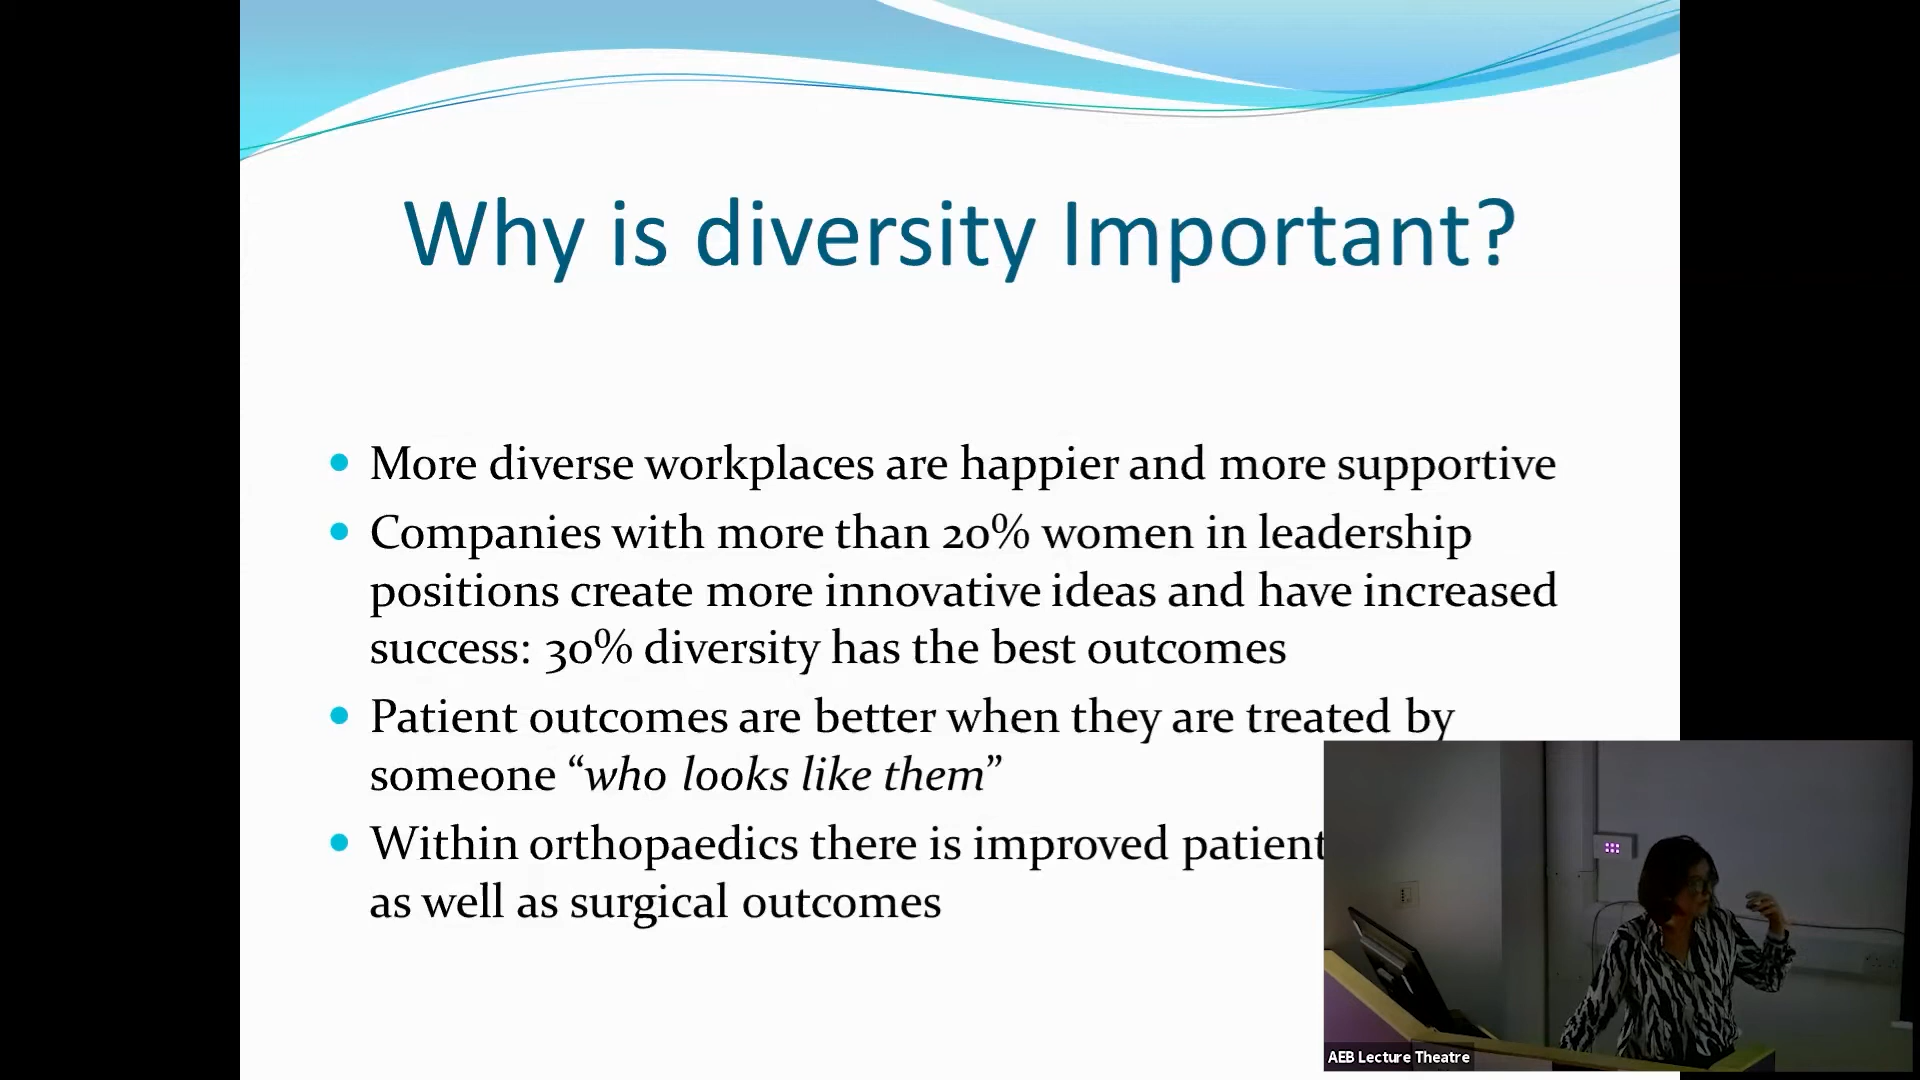 Why is diversity Important?
• More diverse workplaces are happier and more supportive
• Companies with more than 20% women in leadership
positions create more innovative ideas and have increased
success: 30% diversity has the best outcomes
• Patient outcomes are better when they are treated by
someone “who looks like them”
• Within orthopaedics there is improved patient
as well as surgical outcomes
AEB Lecture Theatre